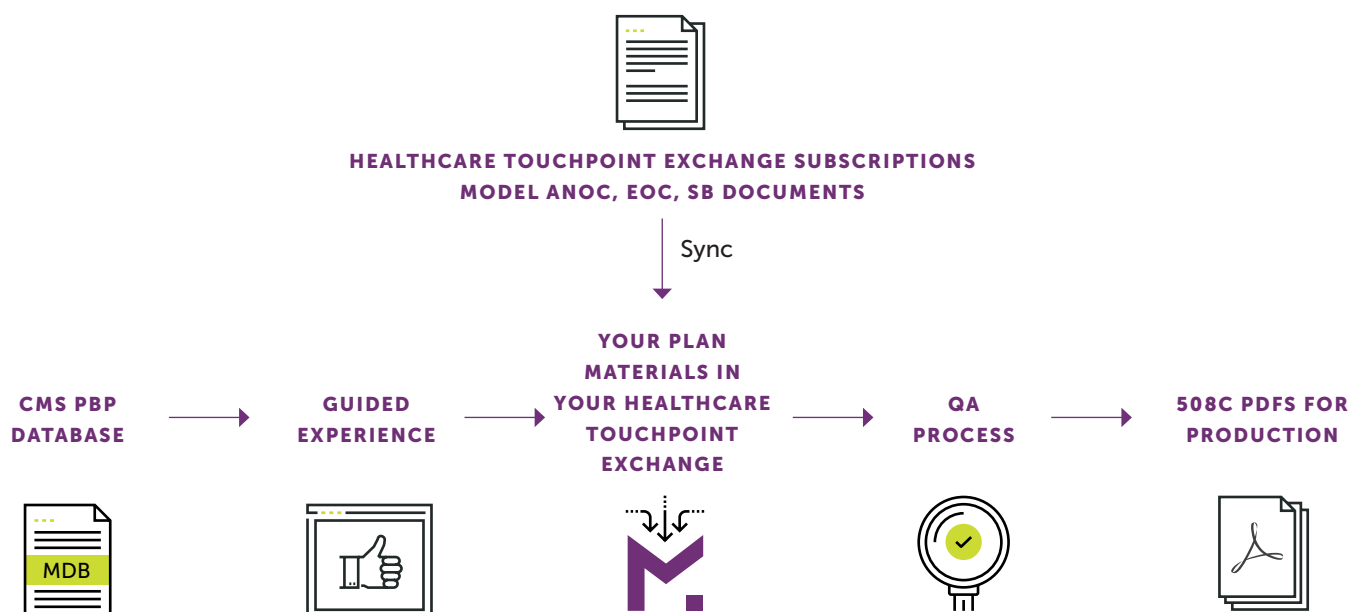 HEALTHCARE TOUCHPOINT EXCHANGE SUBSCRIPTIONS
MODEL ANOC, EOC, SB DOCUMENTS
Sync
CMS PBP
DATABASE
GUIDED
EXPERIENCE
YOUR PLAN
MATERIALS IN
YOUR HEALTHCARE
TOUCHPOINT
EXCHANGE
QA
PROCESS
508C PDFS FOR
PRODUCTION
MDB